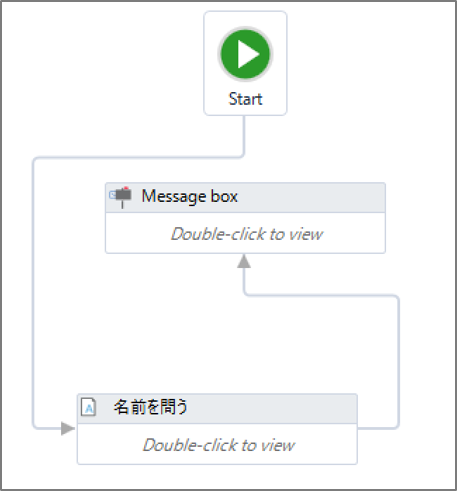 Start
Message box
Double-click to view
名前を問う
Double-click to view